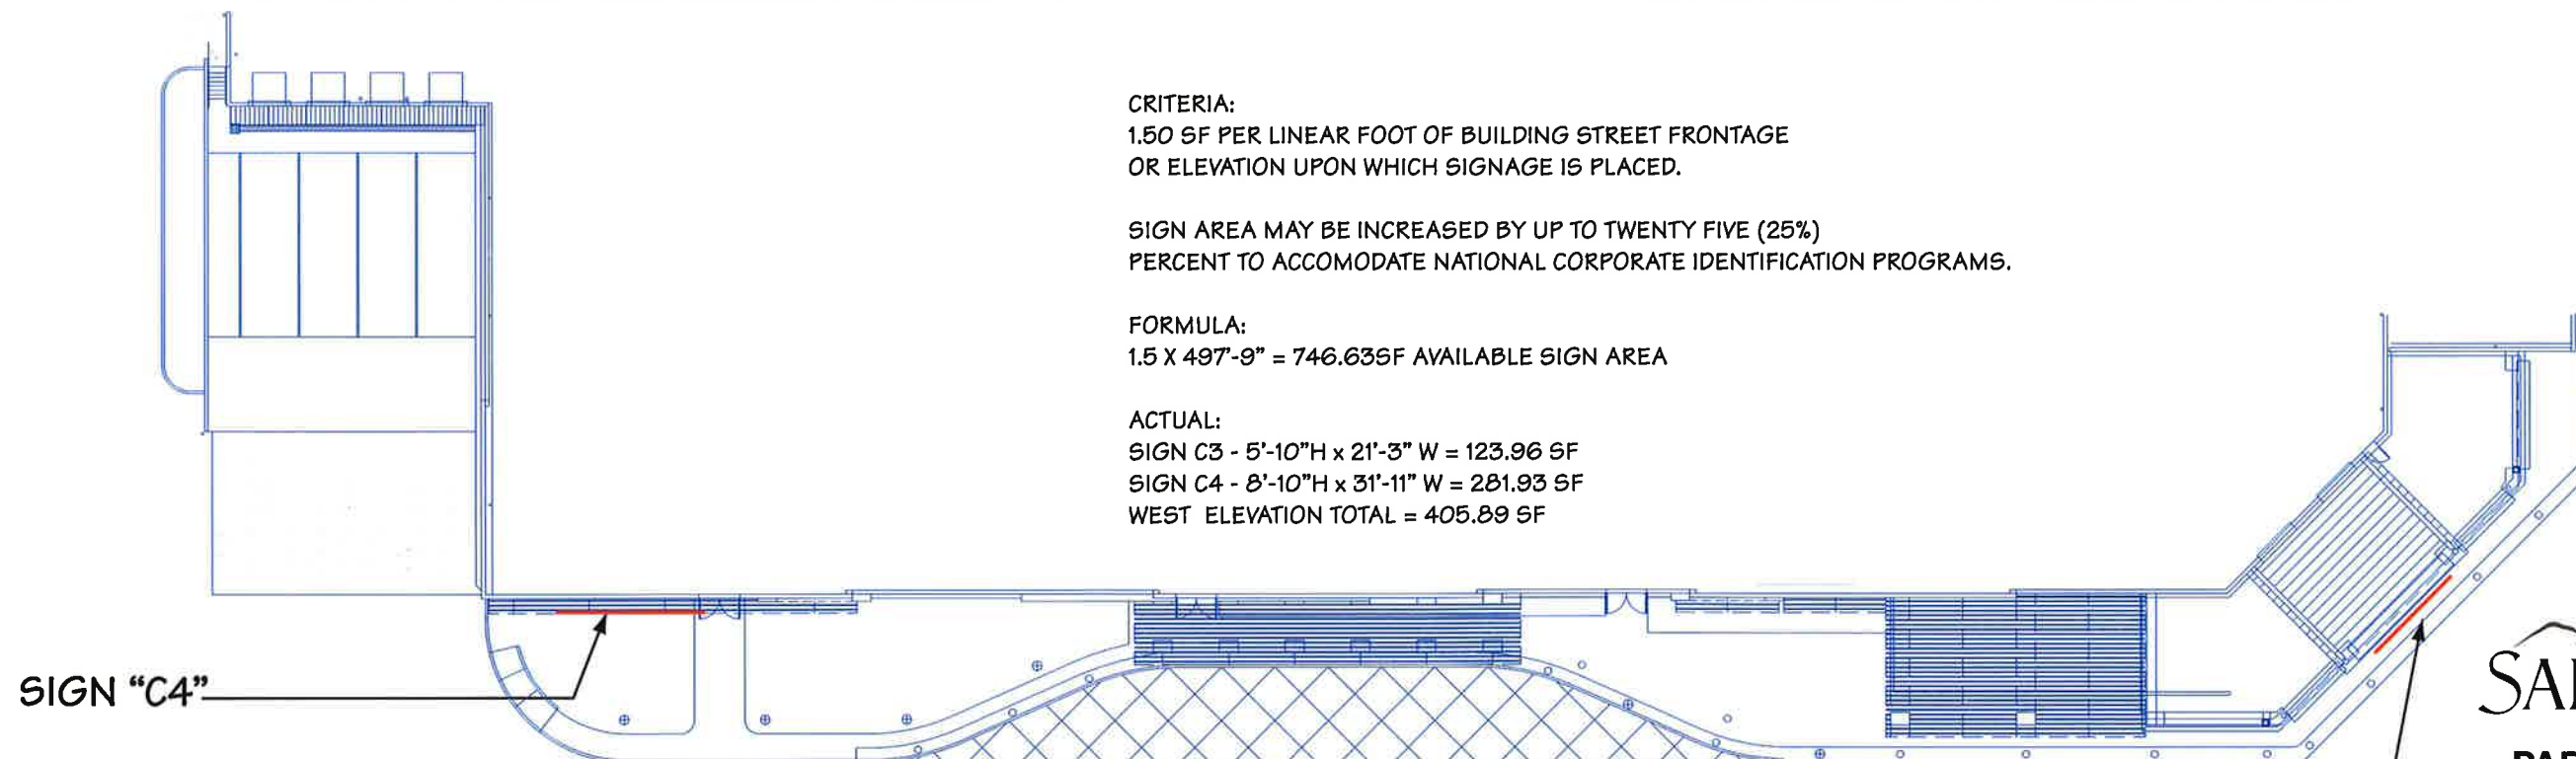 CRITERIA:
1.50 SF PER LINEAR FOOT OF BUILDING STREET FRONTAGE
OR ELEVATION UPON WHICH SIGNAGE IS PLACED.
SIGN AREA MAY BE INCREASED BY UP TO TWENTY FIVE (25%)
PERCENT TO ACCOMODATE NATIONAL CORPORATE IDENTIFICATION PROGRAMS.
FORMULA:
1.5 X 497'-9" = 746.63SF AVAILABLE SIGN AREA
ACTUAL:
SIGN C3 - 5'-10"H x 21'-3" W = 123.96 SF
SIGN C4 - 8'-10"H x 31'-11" W = 281.93 SF
WEST ELEVATION TOTAL = 405.89 SF
SIGN "C4"